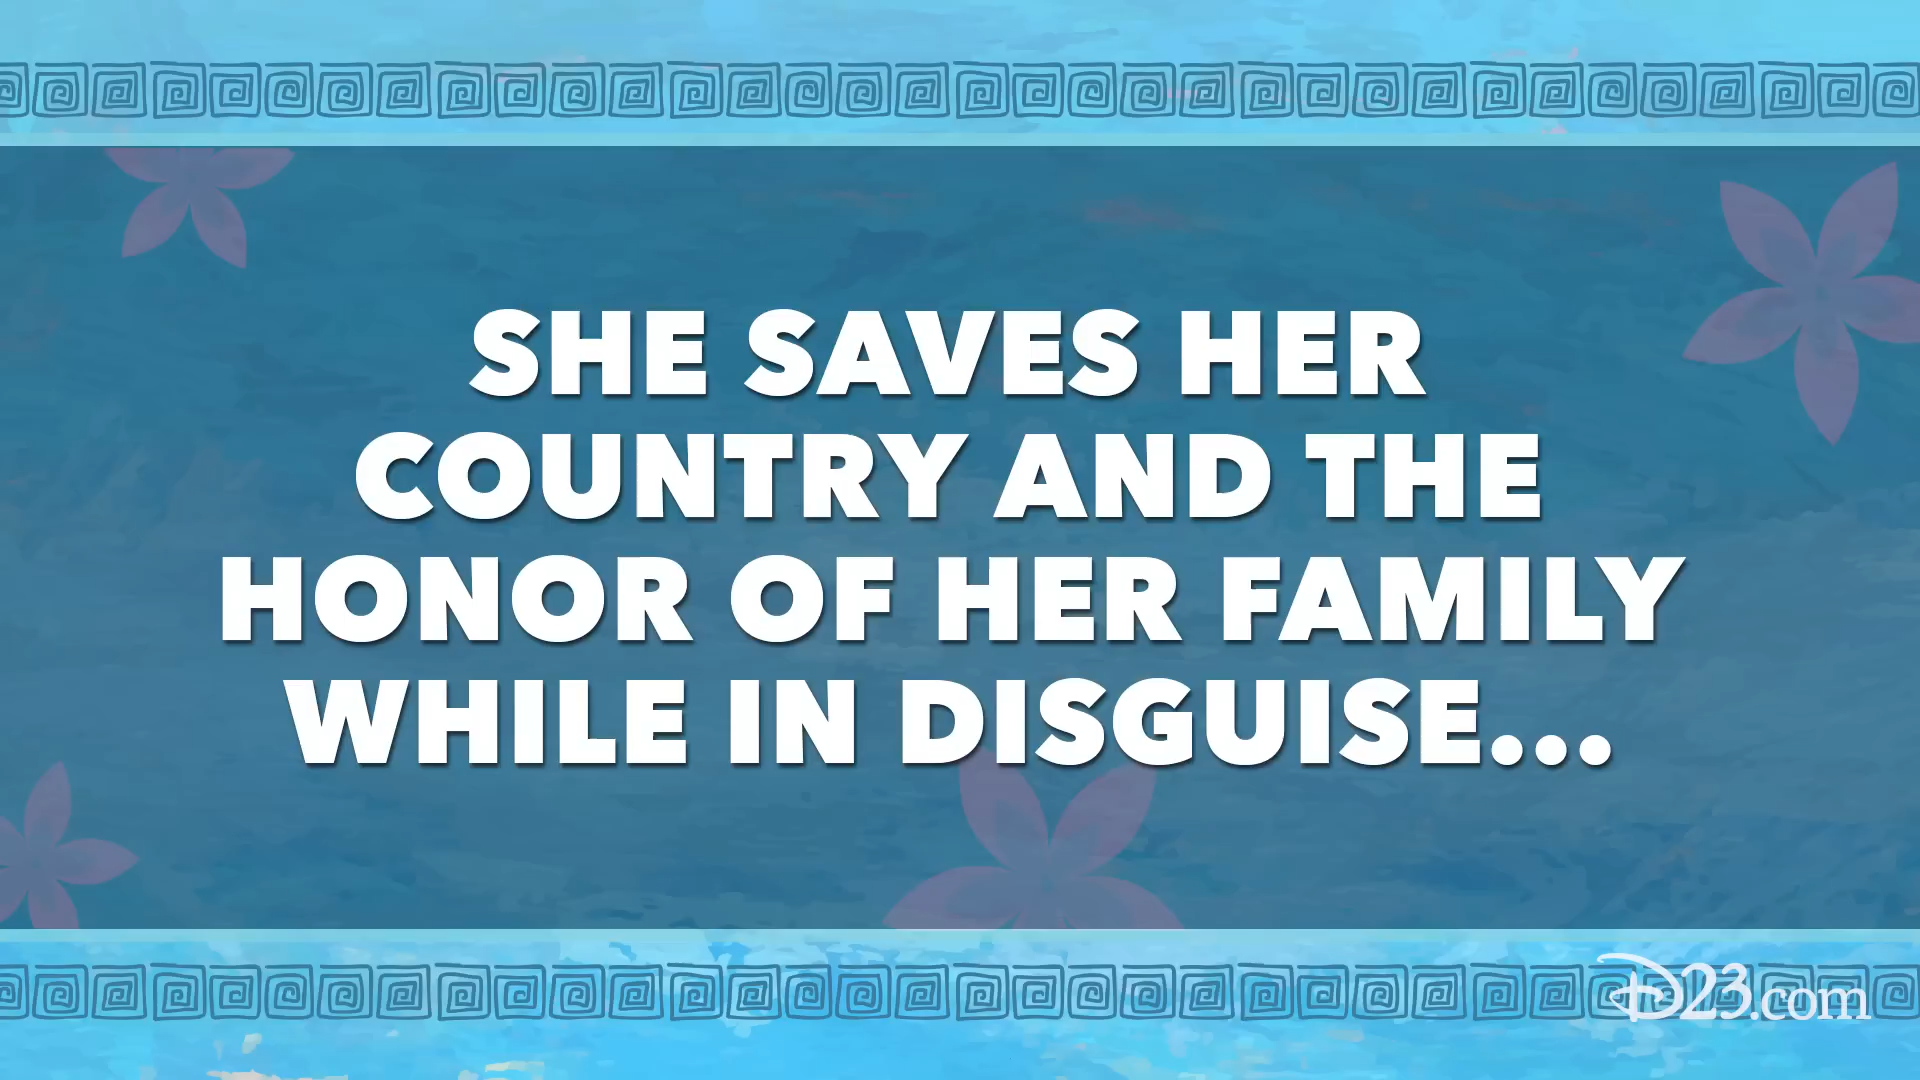 SHE SAVES HER
COUNTRY AND THE
HONOR OF HER FAMILY
WHILE IN DISGUISE...
D23.com